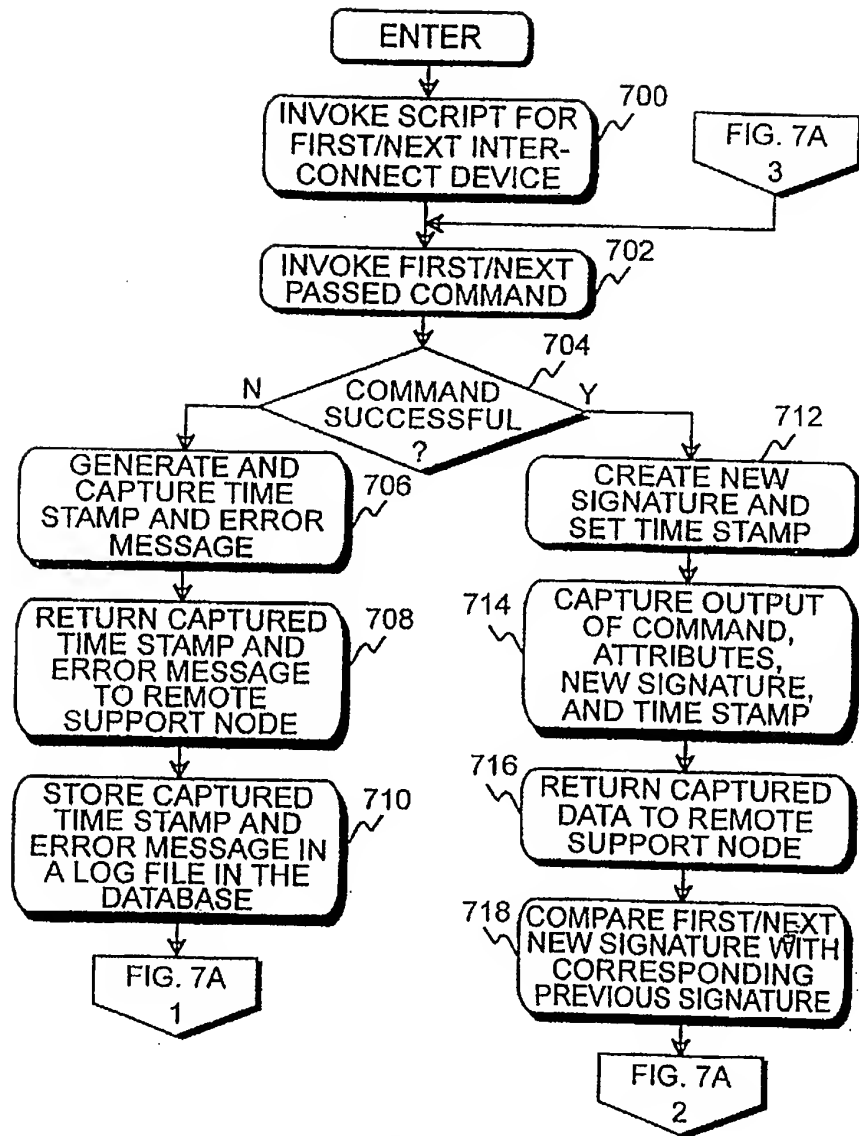 ENTER
700
INVOKE SCRIPT FOR
FIRST/NEXT INTER-
CONNECT DEVICE
FIG. 7A
3
702
INVOKE FIRST/NEXT
PASSED COMMAND
704
N
COMMAND
SUCCESSFUL
?
Y
GENERATE AND
CAPTURE TIME
STAMP AND ERROR
MESSAGE
706
RETURN CAPTURED
TIME STAMP AND
ERROR MESSAGE
TO REMOTE
SUPPORT NODE
708
STORE CAPTURED
TIME STAMP AND
ERROR MESSAGE IN
A LOG FILE IN THE
DATABASE
710
FIG. 7A
1
712
CREATE NEW
SIGNATURE AND
SET TIME STAMP
714
CAPTURE OUTPUT
OF COMMAND,
ATTRIBUTES,
NEW SIGNATURE,
AND TIME STAMP
716
RETURN CAPTURED
DATA TO REMOTE
SUPPORT NODE
718
COMPARE FIRST/NEXT
NEW SIGNATURE WITH
CORRESPONDING
PREVIOUS SIGNATURE
FIG. 7A
2